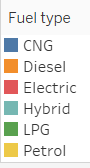 Fuel type
CNG
Diesel
Electric
Hybrid
LPG
Petrol